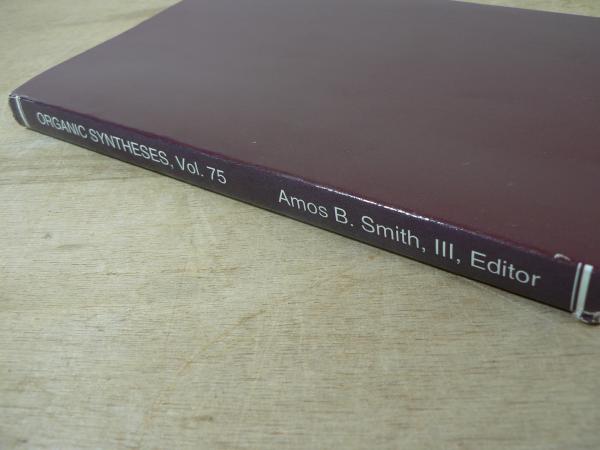 ORGANIC SYNTHESES, Vol. 75 Amos B. Smith, III, Editor